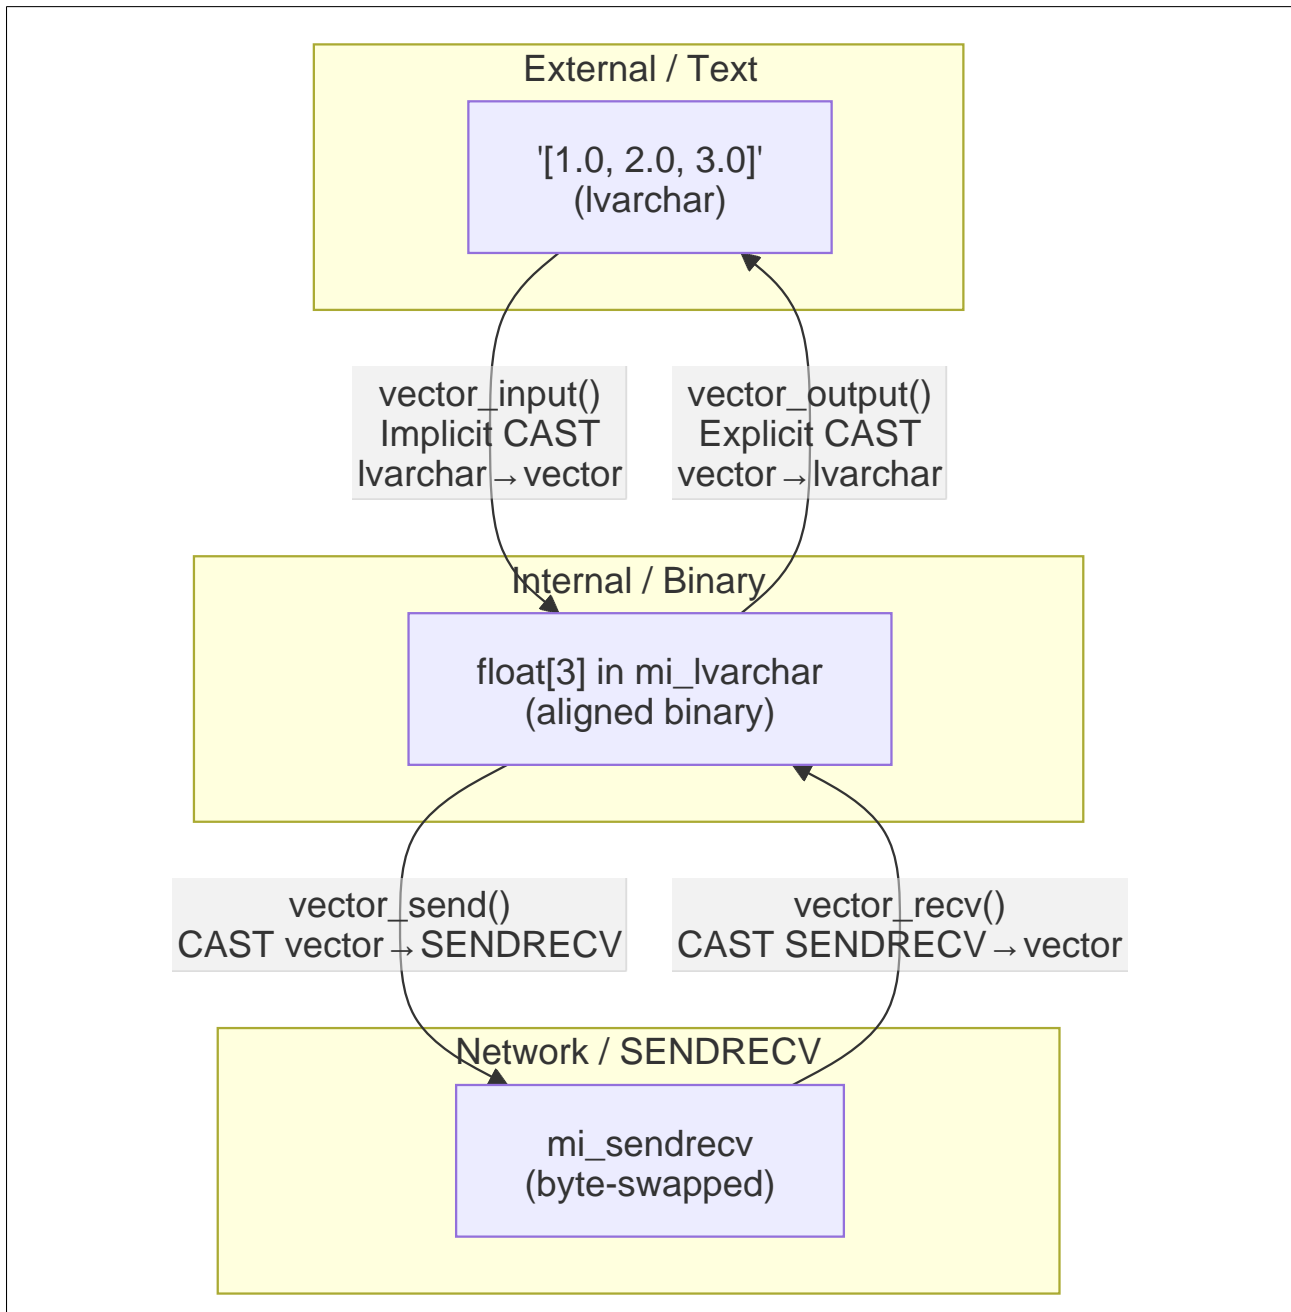 External / Text
'[1.0, 2.0, 3.0]'
(lvarchar)
vector_input()
Implicit CAST
lvarchar→vector
vector_output()
Explicit CAST
vector→lvarchar
Internal / Binary
float[3] in mi_lvarchar
(aligned binary)
vector_send()
CAST vector→SENDRECV
vector_recv()
CAST SENDRECV→vector
Network / SENDRECV
mi_sendrecv
(byte-swapped)